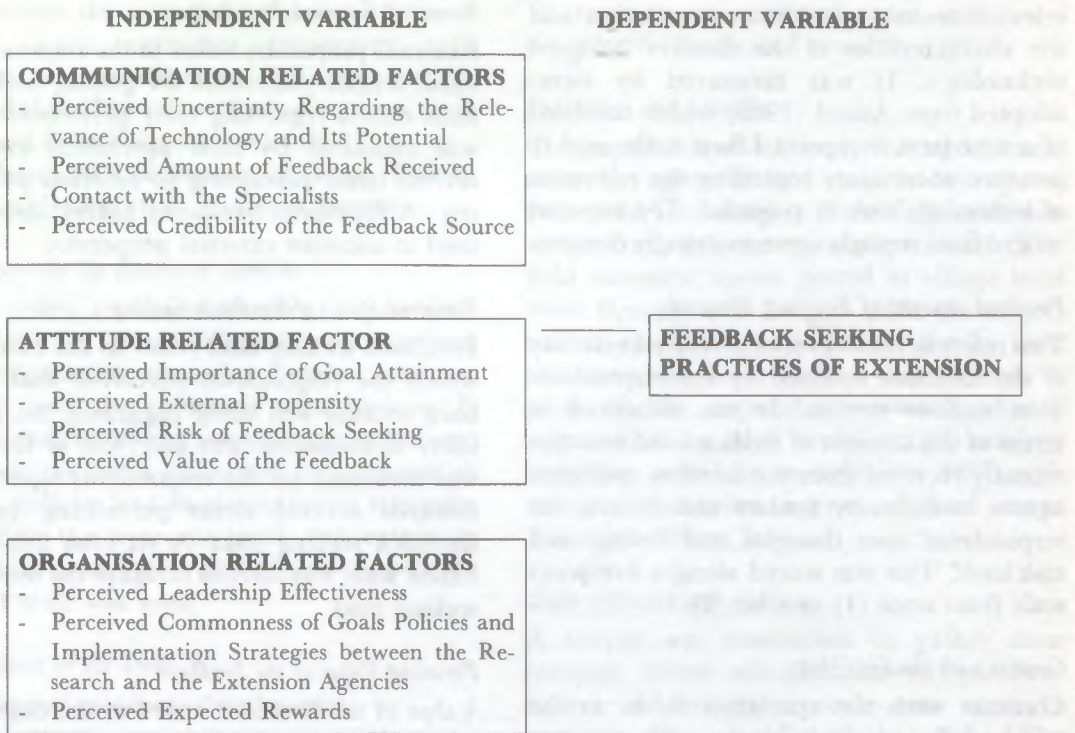 INDEPENDENT VARIABLE
DEPENDENT VARIABLE
COMMUNICATION RELATED FACTORS
- Perceived Uncertainty Regarding the Rele-
vance of Technology and Its Potential
- Perceived Amount of Feedback Received
- Contact with the Specialists
- Perceived Credibility of the Feedback Source
ATTITUDE RELATED FACTOR
- Perceived Importance of Goal Attainment
- Perceived External Propensity
- Perceived Risk of Feedback Seeking
- Perceived Value of the Feedback
FEEDBACK SEEKING
PRACTICES OF EXTENSION
ORGANISATION RELATED FACTORS
- Perceived Leadership Effectiveness
- Perceived Commonness of Goals Policies and
Implementation Strategies between the Re-
search and the Extension Agencies
- Perceived Expected Rewards